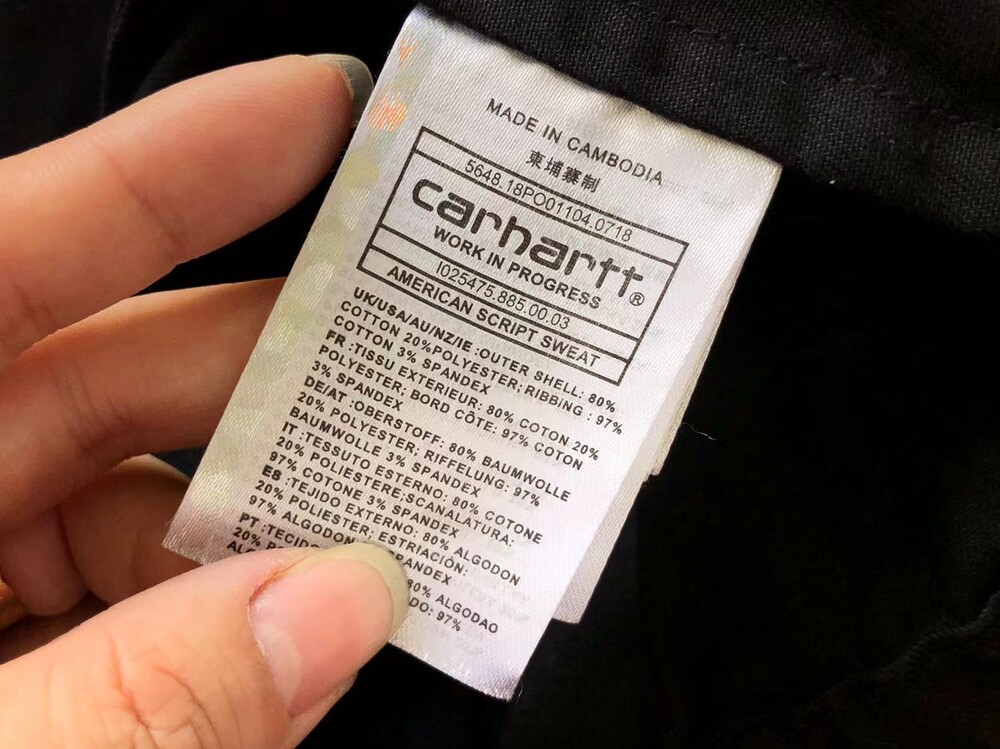 MADE IN CAMBODIA
柬埔寨制
5648.18PO01104.0718
carhartt®
WORK IN PROGRESS
I025475.885.00.03
AMERICAN SCRIPT SWEAT
UK/USA/AU/NZ/IE :OUTER SHELL: 80%
COTTON 20%POLYESTER; RIBBING : 97%
COTTON 3% SPANDEX
FR :TISSU EXTERIEUR: 80% COTON 20%
POLYESTER; BORD CÔTE: 97% COTON
3% SPANDEX
DE/AT :OBERSTOFF: 80% BAUMWOLLE
20% POLYESTER; RIFFELUNG: 97%
BAUMWOLLE 3% SPANDEX
IT :TESSUTO ESTERNO: 80% COTONE
20% POLIESTERE;SCANALATURA:
97% COTONE 3% SPANDEX
ES :TEJIDO EXTERNO: 80% ALGODON
20% POLIESTER; ESTRIACIÓN:
97% ALGODON SPANDEX
PT :TECIDO 80% ALGODAO
20% 97%